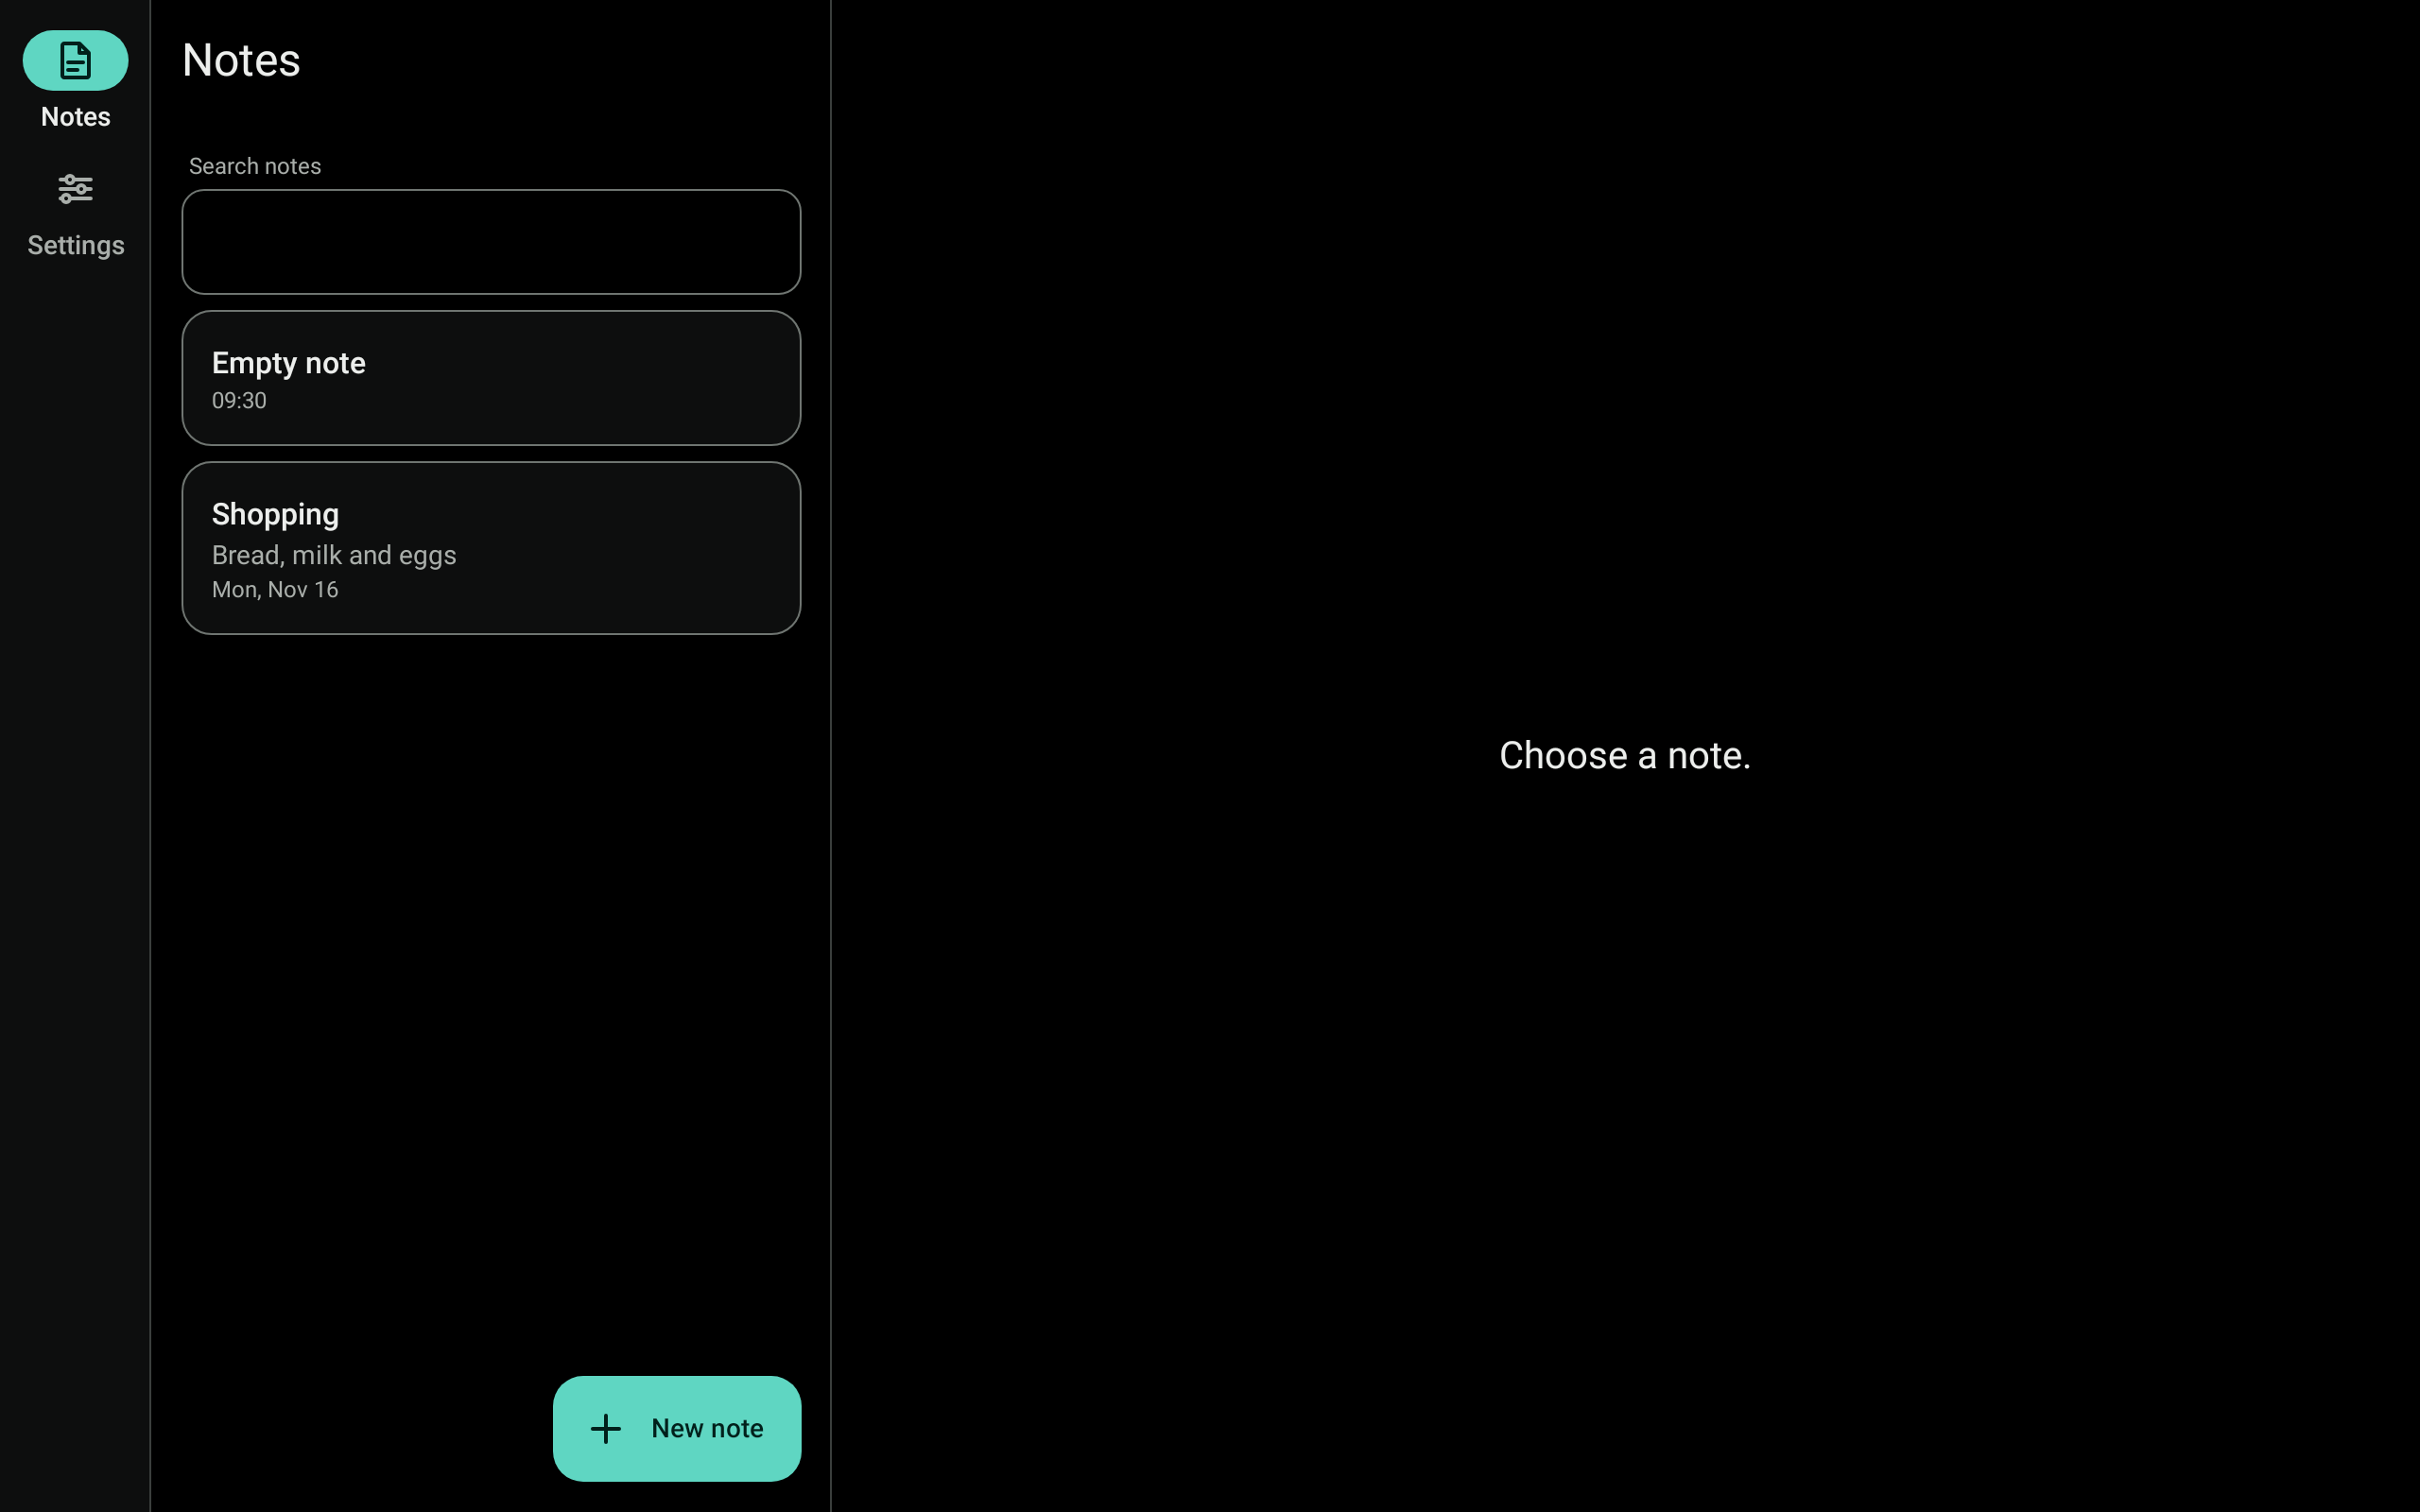 Notes
Settings
Notes
Search notes
Empty note
09:30
Shopping
Bread, milk and eggs
Mon, Nov 16
New note
Choose a note.